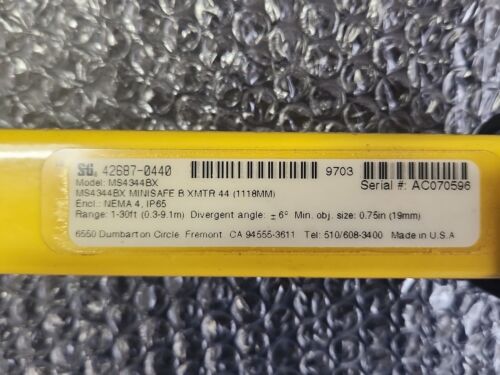 STI 42687-0440 9703
Model: MS4344BX Serial #: AC070596
MS4344BX MINISAFE B XMTR 44 (1118MM)
Encl.: NEMA 4, IP65
Range: 1-30ft (0.3-9.1m) Divergent angle: ± 6° Min. obj. size: 0.75in (19mm)
6550 Dumbarton Circle Fremont CA 94555-3611 Tel: 510/608-3400 Made in U.S.A